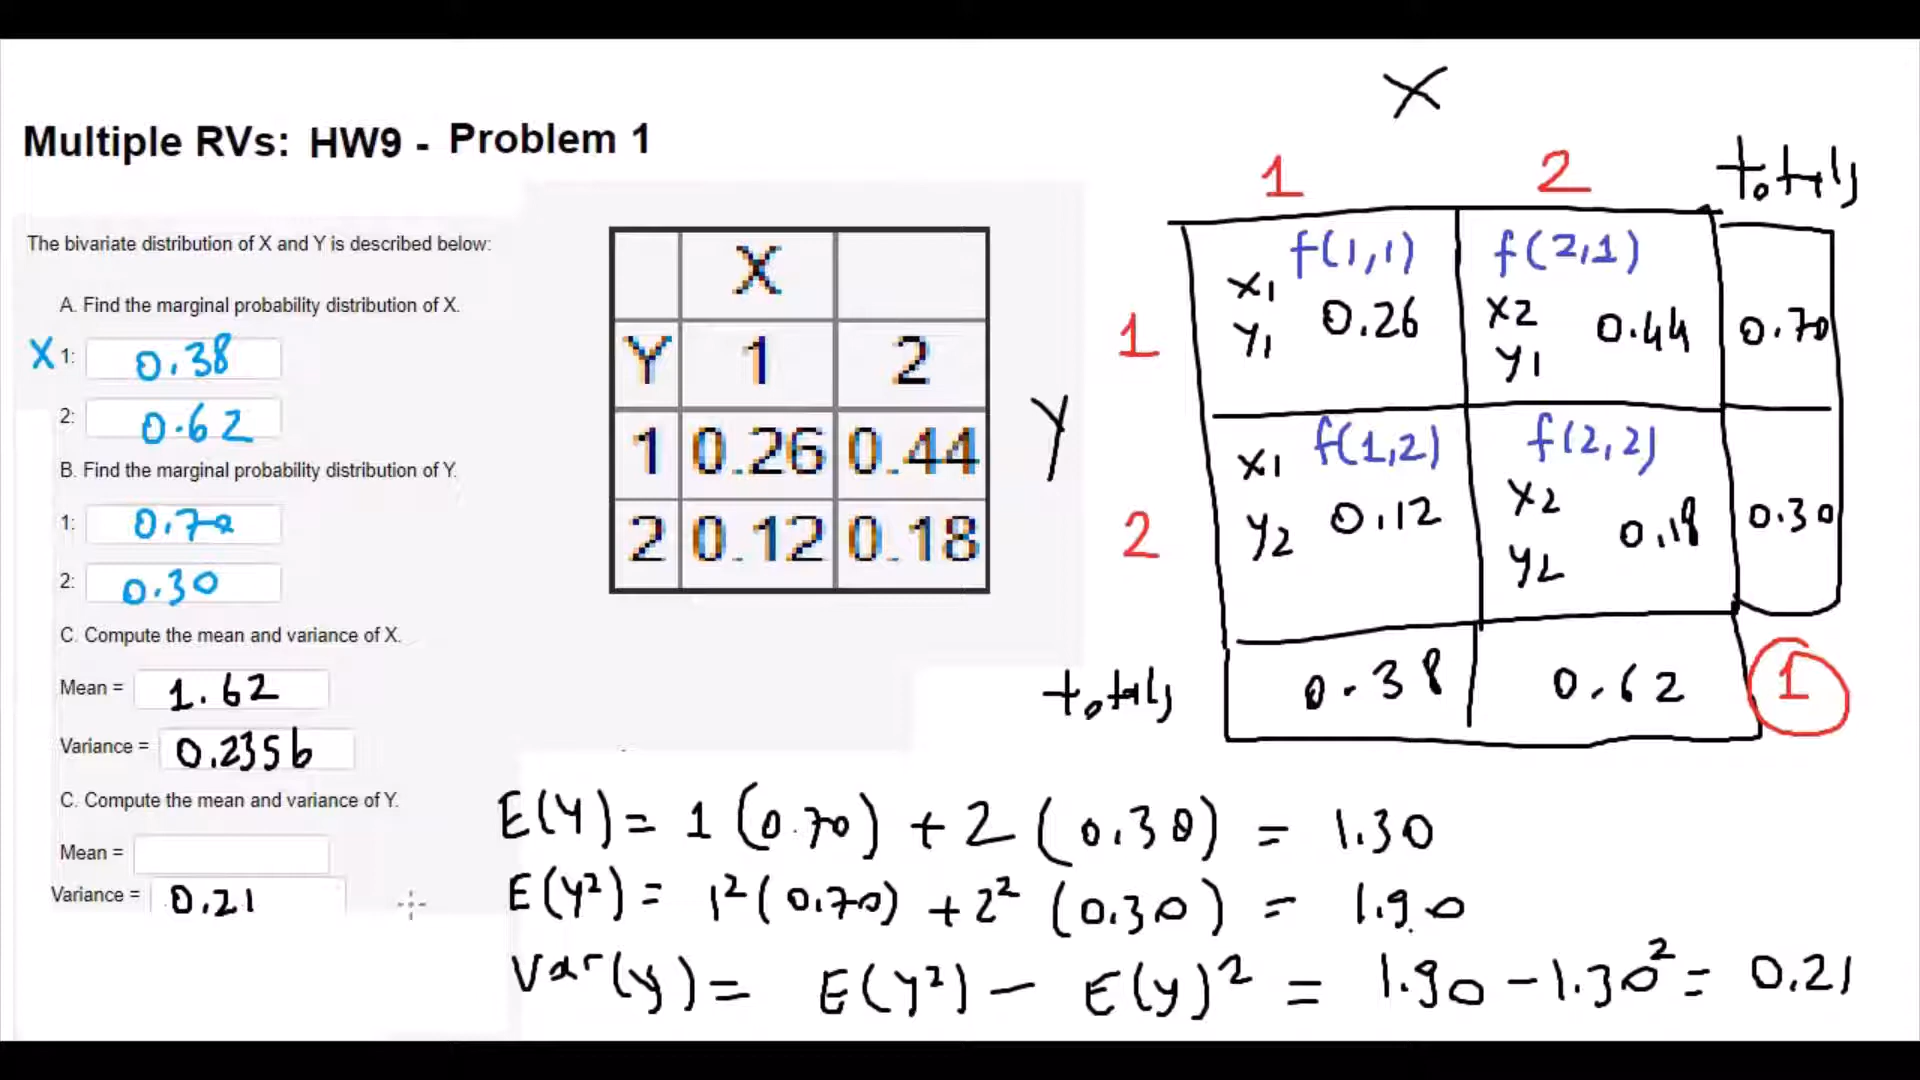 Multiple RVs: HW9 - Problem 1
The bivariate distribution of X and Y is described below:
A. Find the marginal probability distribution of X.
X 1: 0.38
2: 0.62
B. Find the marginal probability distribution of Y.
1: 0.70
2: 0.30
C. Compute the mean and variance of X.
Mean = 1.62
Variance = 0.2356
C. Compute the mean and variance of Y.
Mean =
Variance = 0.21
X
Y 1 2
1 0.26 0.44
2 0.12 0.18
X
1 2 totals
Y
1
f(1,1)
X1
Y1 0.26
f(2,1)
X2
Y1 0.44
0.70
2
f(1,2)
X1
Y2 0.12
f(2,2)
X2
Y2 0.18
0.30
totals 0.38 0.62 1
E(Y) = 1 (0.70) + 2 (0.30) = 1.30
E(Y²) = 1² (0.70) + 2² (0.30) = 1.90
Var(y) = E(Y²) - E(y)² = 1.90 - 1.30² = 0.21